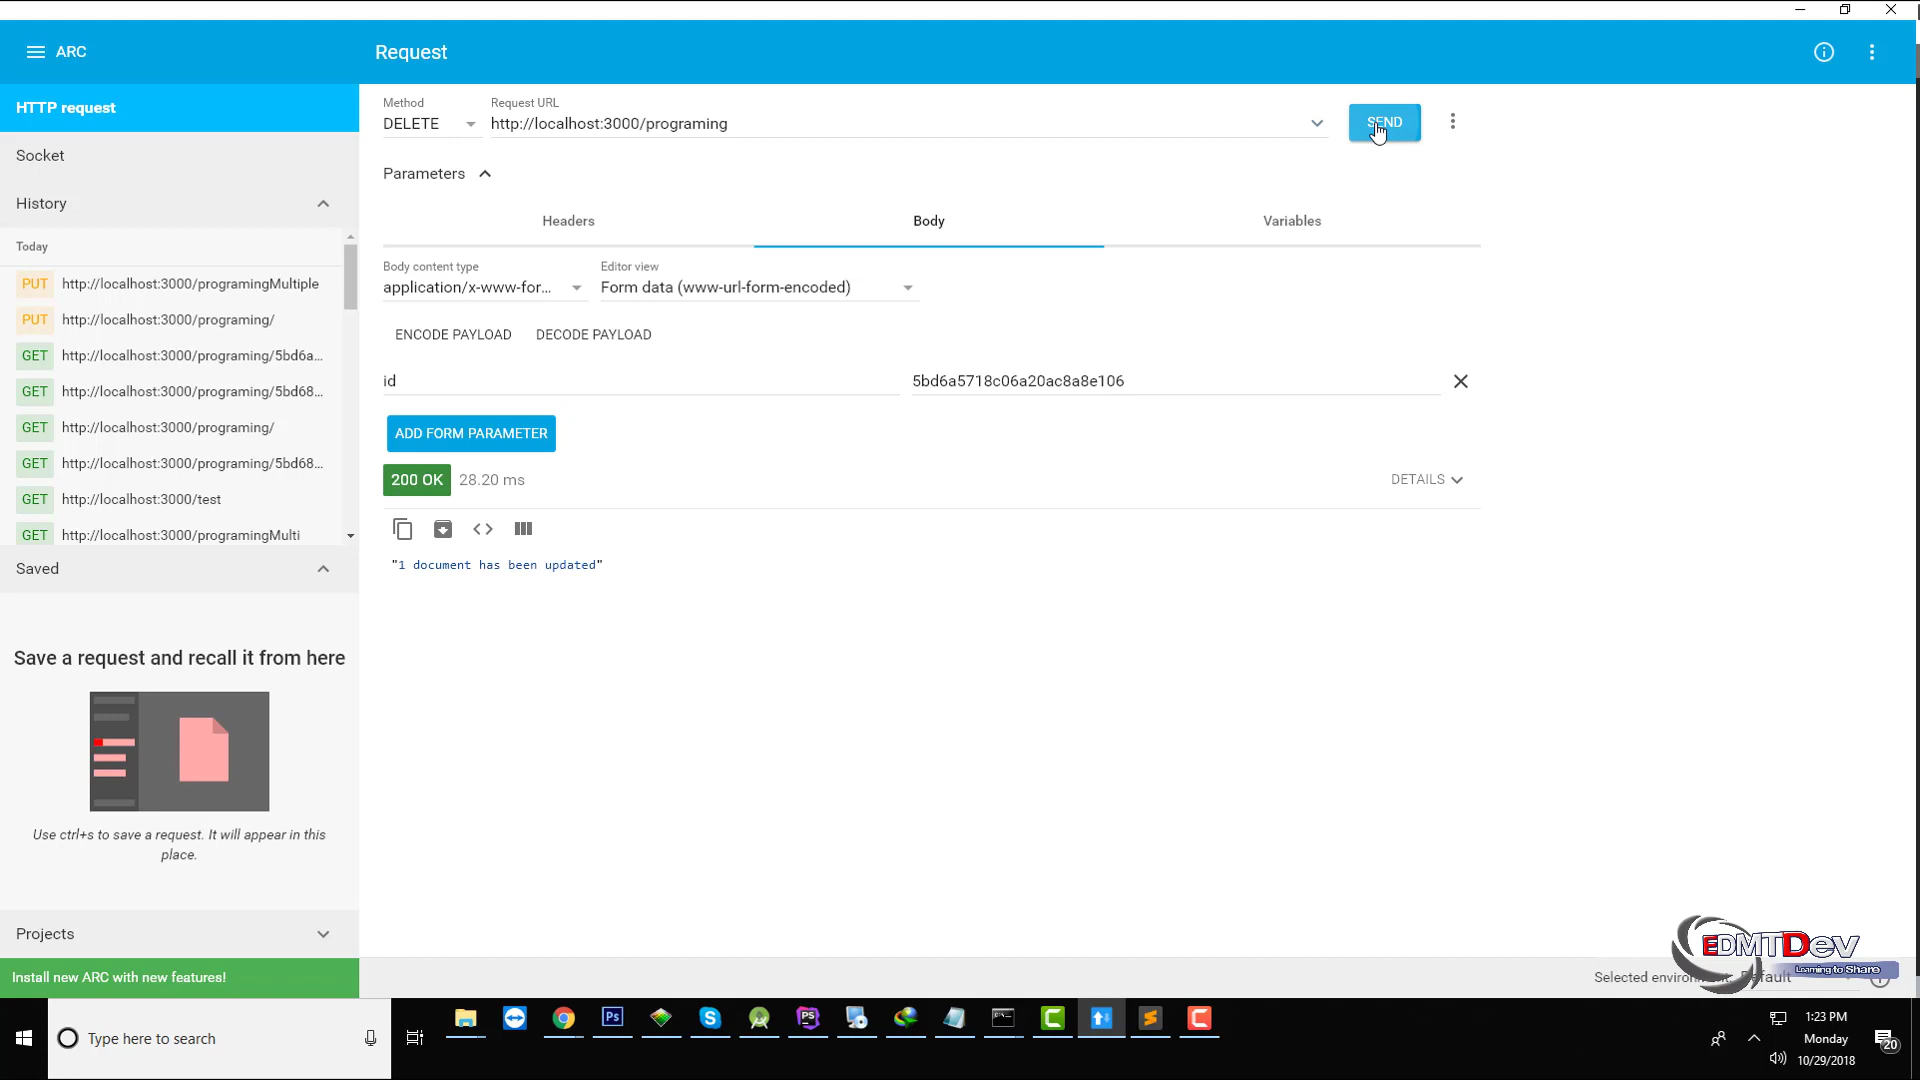 ARC
Request
HTTP request
Socket
History
Today
PUT http://localhost:3000/programingMultiple
PUT http://localhost:3000/programing/
GET http://localhost:3000/programing/5bd6a...
GET http://localhost:3000/programing/5bd68...
GET http://localhost:3000/programing/
GET http://localhost:3000/programing/5bd68...
GET http://localhost:3000/test
GET http://localhost:3000/programingMulti
Saved
Save a request and recall it from here
Use ctrl+s to save a request. It will appear in this
place.
Projects
Install new ARC with new features!
Method
DELETE
Request URL
http://localhost:3000/programing
SEND
Parameters
Headers
Body
Variables
Body content type
application/x-www-for...
Editor view
Form data (www-url-form-encoded)
ENCODE PAYLOAD
DECODE PAYLOAD
id
5bd6a5718c06a20ac8a8e106
ADD FORM PARAMETER
200 OK
28.20 ms
DETAILS
"1 document has been updated"
EDMTDev
Learning to Share
Selected
Type here to search
Ps
PS
1:23 PM
Monday
10/29/2018
20